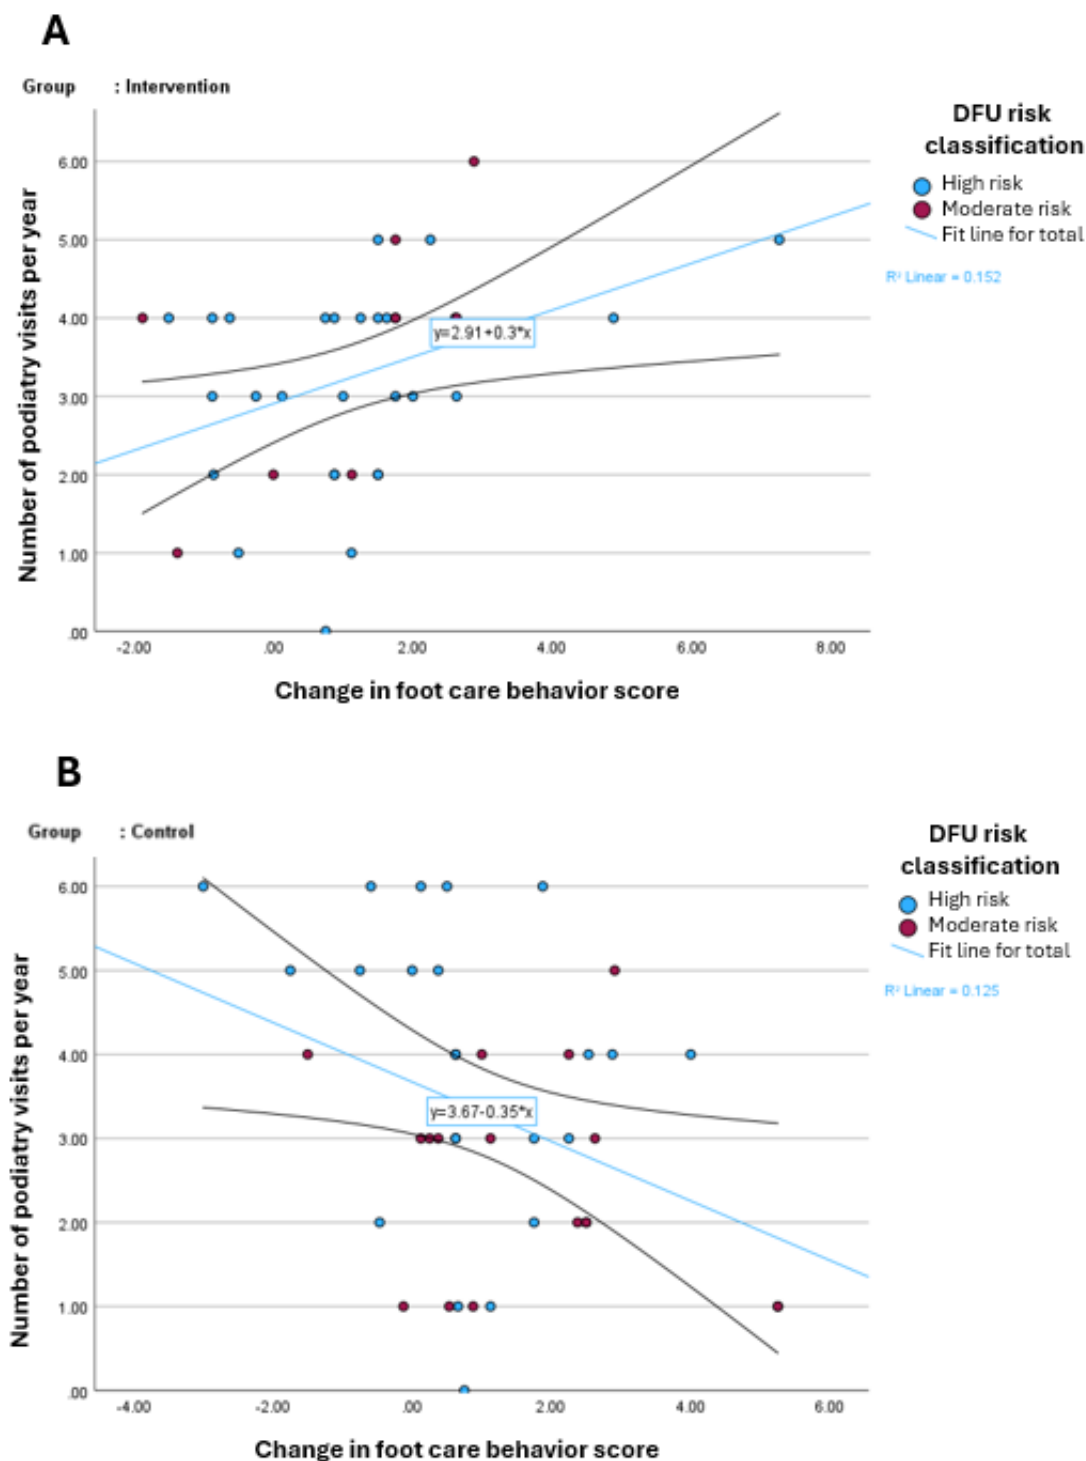 A
Group : Intervention
DFU risk
classification
High risk
Moderate risk
Fit line for total
R² Linear = 0.152
Number of podiatry visits per year
6.00
5.00
4.00
3.00
2.00
1.00
.00
y=2.91+0.3*x
-2.00 .00 2.00 4.00 6.00 8.00
Change in foot care behavior score
B
Group : Control
DFU risk
classification
High risk
Moderate risk
Fit line for total
R² Linear = 0.125
Number of podiatry visits per year
6.00
5.00
4.00
3.00
2.00
1.00
.00
y=3.67-0.35*x
-4.00 -2.00 .00 2.00 4.00 6.00
Change in foot care behavior score